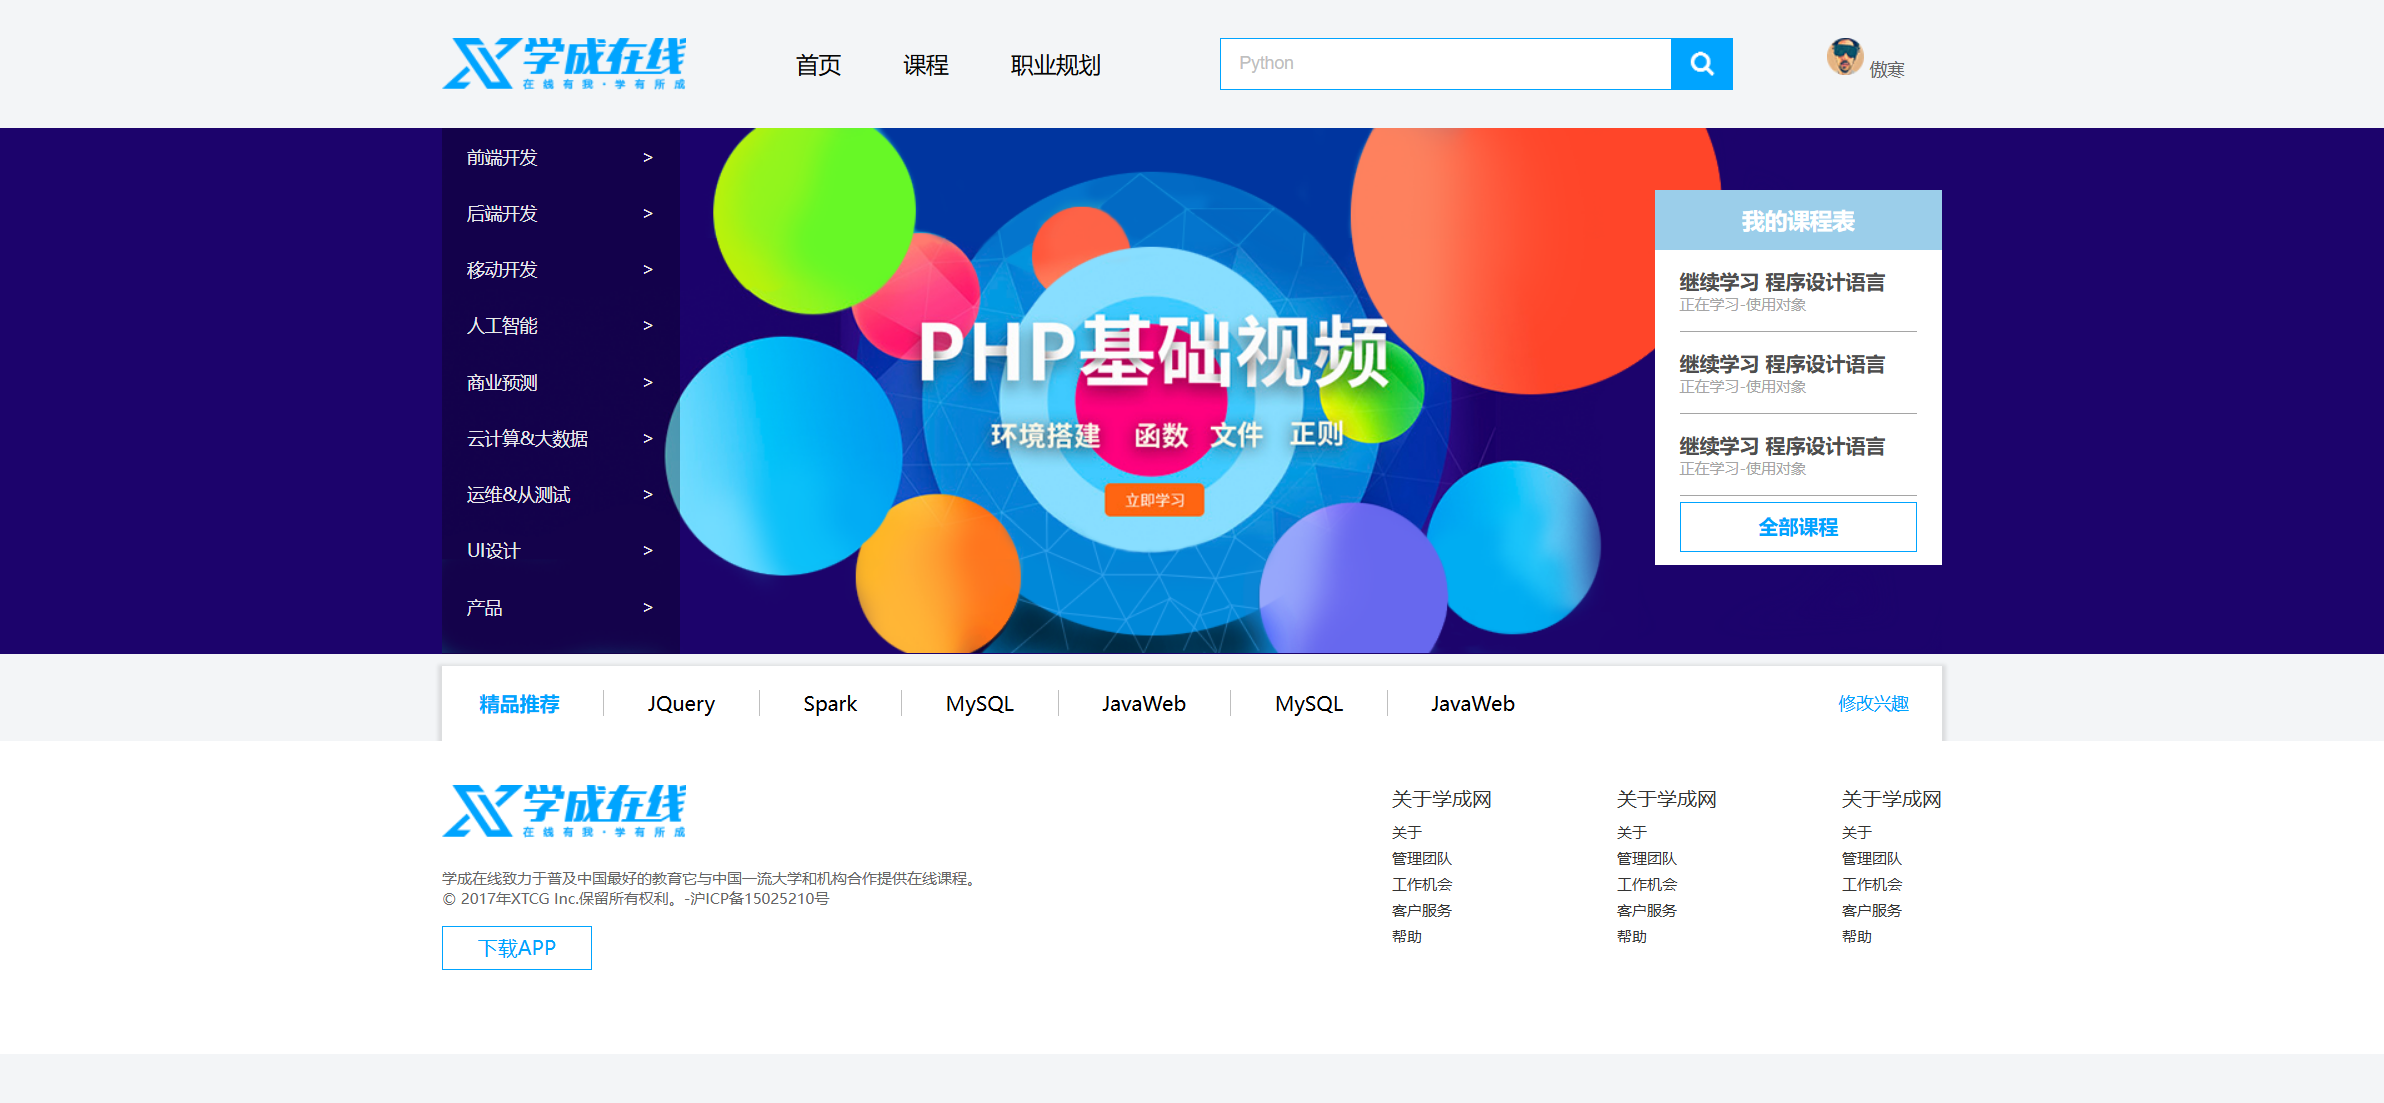 学成在线
在线有我·学有所成
首页 课程 职业规划
Python
傲寒
前端开发 >
后端开发 >
移动开发 >
人工智能 >
商业预测 >
云计算&大数据 >
运维&从测试 >
UI设计 >
产品 >
PHP基础视频
环境搭建 函数 文件 正则
立即学习
我的课程表
继续学习 程序设计语言
正在学习-使用对象
继续学习 程序设计语言
正在学习-使用对象
继续学习 程序设计语言
正在学习-使用对象
全部课程
精品推荐 JQuery Spark MySQL JavaWeb MySQL JavaWeb 修改兴趣
学成在线
在线有我·学有所成
学成在线致力于普及中国最好的教育它与中国一流大学和机构合作提供在线课程。
© 2017年XTCG Inc.保留所有权利。-沪ICP备15025210号
下载APP
关于学成网
关于
管理团队
工作机会
客户服务
帮助
关于学成网
关于
管理团队
工作机会
客户服务
帮助
关于学成网
关于
管理团队
工作机会
客户服务
帮助